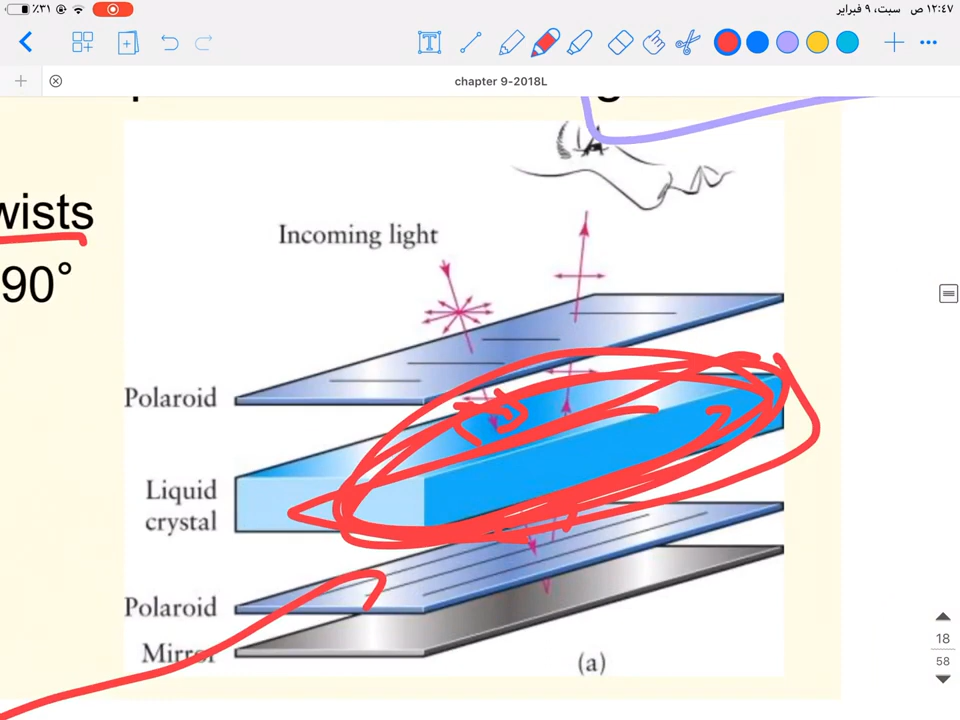 ٪٣١
١٢:٤٧ ص سبت، ٩ فبراير
chapter 9-2018L
wists
90°
Incoming light
Polaroid
Liquid
crystal
Polaroid
Mirror
(a)
18
58